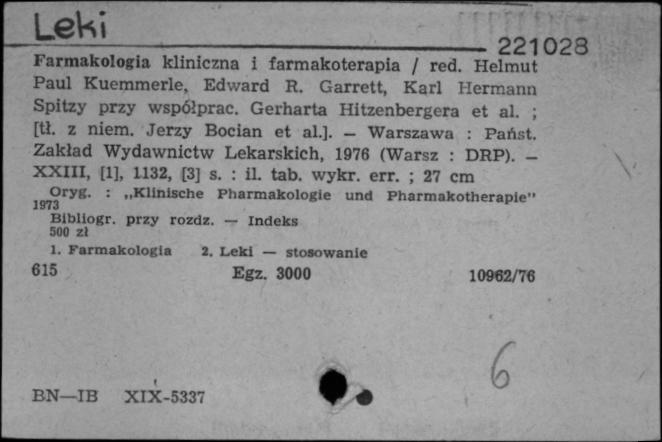 Leki
221028
Farmakologia kliniczna i farmakoterapia / red. Helmut
Paul Kuemmerle, Edward R. Garrett, Karl Hermann
Spitzy przy współprac. Gerharta Hitzenbergera et al. ;
[tł. z niem. Jerzy Bocian et al.]. — Warszawa : Państ.
Zakład Wydawnictw Lekarskich, 1976 (Warsz : DRP). —
XXIII, [1], 1132, [3] s. : il. tab. wykr. err. ; 27 cm
Oryg. : „Klinische Pharmakologie und Pharmakotherapie"
1973
Bibliogr. przy rozdz. — Indeks
500 zł
1. Farmakologia 2. Leki — stosowanie
615 Egz. 3000 10962/76
6
BN—IB XIX-5337